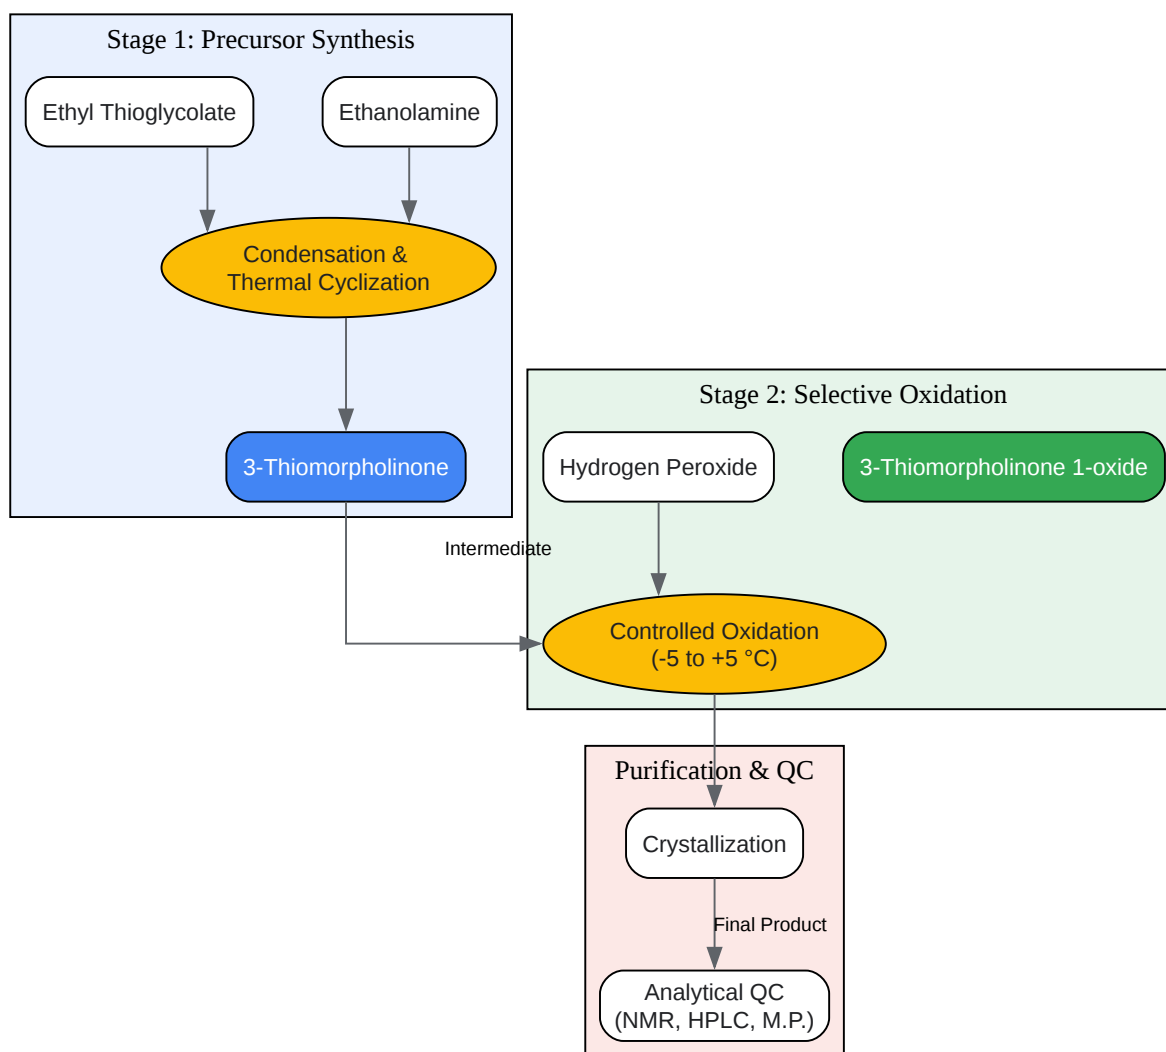 Stage 1: Precursor Synthesis
Ethyl Thioglycolate
Ethanolamine
Condensation &
Thermal Cyclization
3-Thiomorpholinone
Intermediate
Stage 2: Selective Oxidation
Hydrogen Peroxide
3-Thiomorpholinone 1-oxide
Controlled Oxidation
(-5 to +5 °C)
Purification & QC
Crystallization
Final Product
Analytical QC
(NMR, HPLC, M.P.)